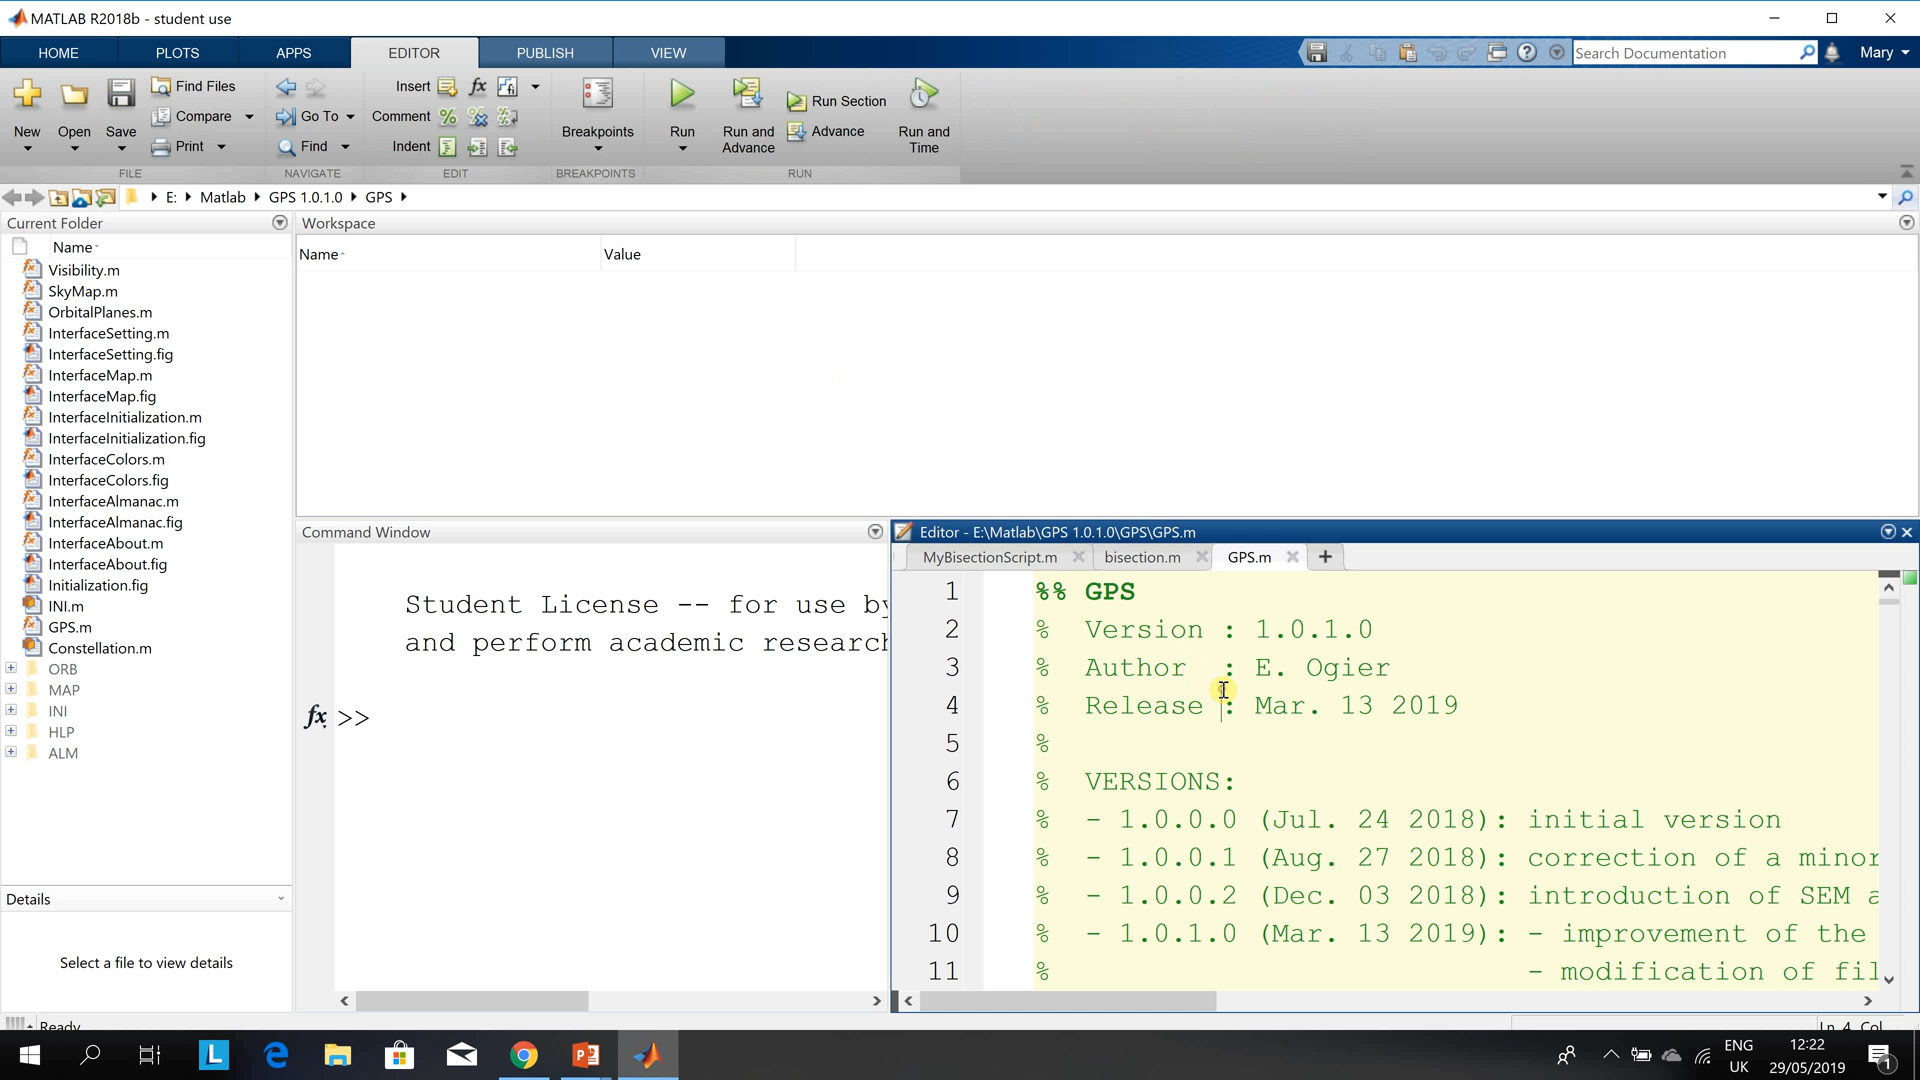 MATLAB R2018b - student use
HOME PLOTS APPS EDITOR PUBLISH VIEW
Search Documentation
Mary
New
Open
Save
Find Files
Compare
Print
Go To
Find
Insert
Comment
Indent
Breakpoints
Run
Run and Advance
Run Section
Advance
Run and Time
FILE NAVIGATE EDIT BREAKPOINTS RUN
E: Matlab GPS 1.0.1.0 GPS
Current Folder
Name
Visibility.m
SkyMap.m
OrbitalPlanes.m
InterfaceSetting.m
InterfaceSetting.fig
InterfaceMap.m
InterfaceMap.fig
InterfaceInitialization.m
InterfaceInitialization.fig
InterfaceColors.m
InterfaceColors.fig
InterfaceAlmanac.m
InterfaceAlmanac.fig
InterfaceAbout.m
InterfaceAbout.fig
Initialization.fig
INI.m
GPS.m
Constellation.m
ORB
MAP
INI
HLP
ALM
Details
Select a file to view details
Workspace
Name Value
Command Window
Student License -- for use by
and perform academic research
fx >>
Editor - E:\Matlab\GPS 1.0.1.0\GPS\GPS.m
MyBisectionScript.m bisection.m GPS.m
1 %% GPS
2 % Version : 1.0.1.0
3 % Author : E. Ogier
4 % Release : Mar. 13 2019
5 %
6 % VERSIONS:
7 % - 1.0.0.0 (Jul. 24 2018): initial version
8 % - 1.0.0.1 (Aug. 27 2018): correction of a minor
9 % - 1.0.0.2 (Dec. 03 2018): introduction of SEM a
10 % - 1.0.1.0 (Mar. 13 2019): - improvement of the
11 % - modification of fil
Ready
Ln 4 Col
ENG
UK
12:22
29/05/2019
1